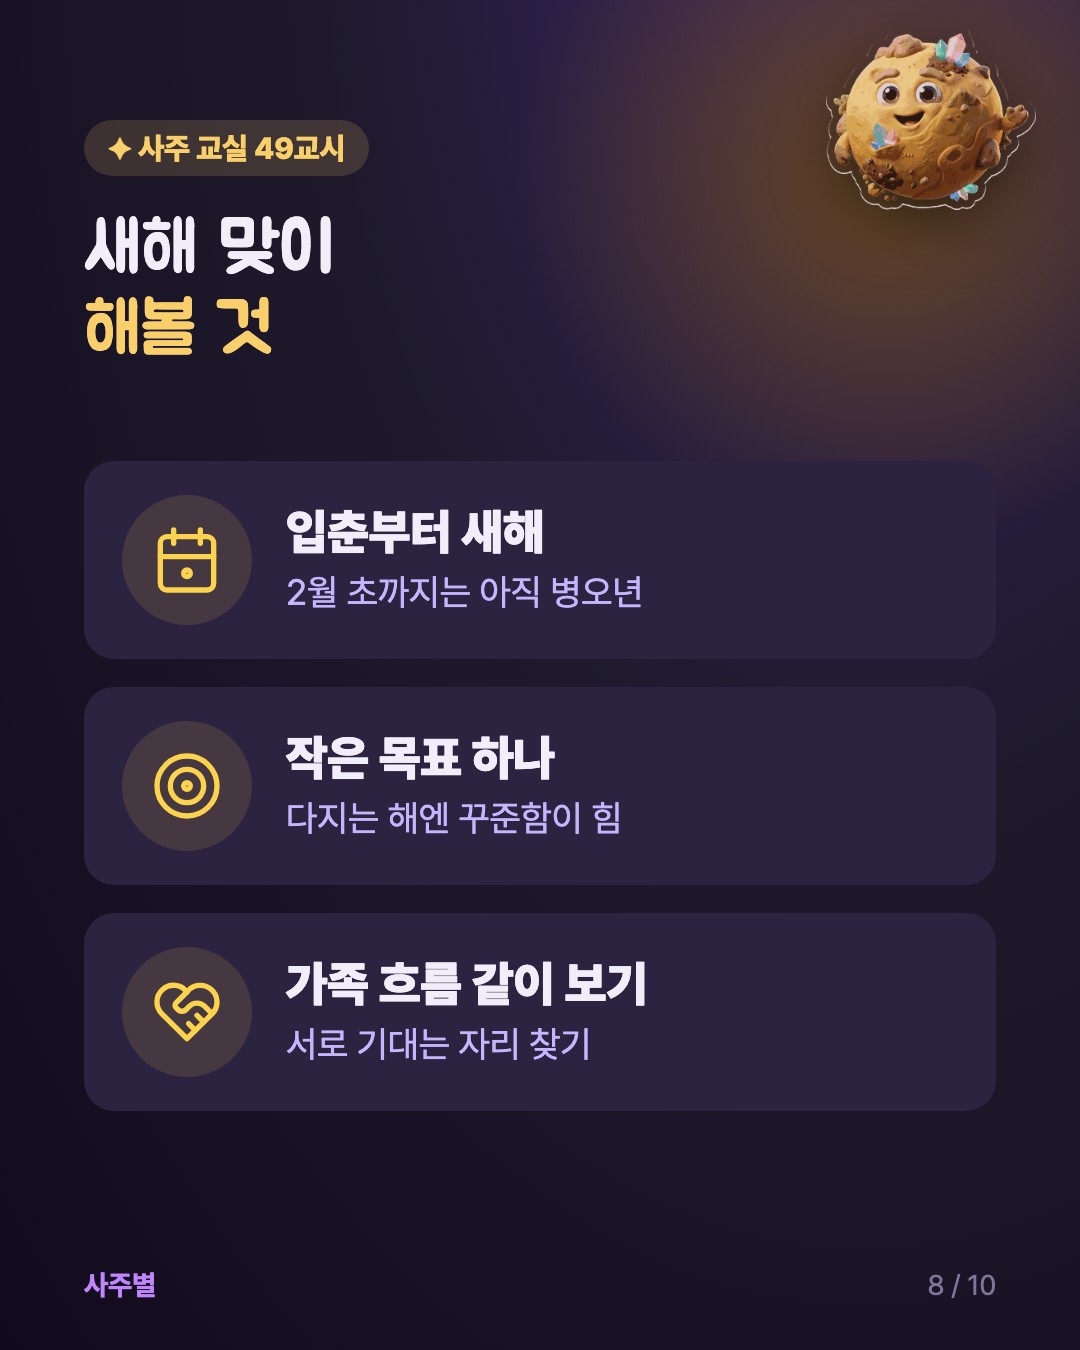 ✦ 사주 교실 49교시
새해 맞이
해볼 것
입춘부터 새해
2월 초까지는 아직 병오년
작은 목표 하나
다지는 해엔 꾸준함이 힘
가족 흐름 같이 보기
서로 기대는 자리 찾기
사주별
8 / 10